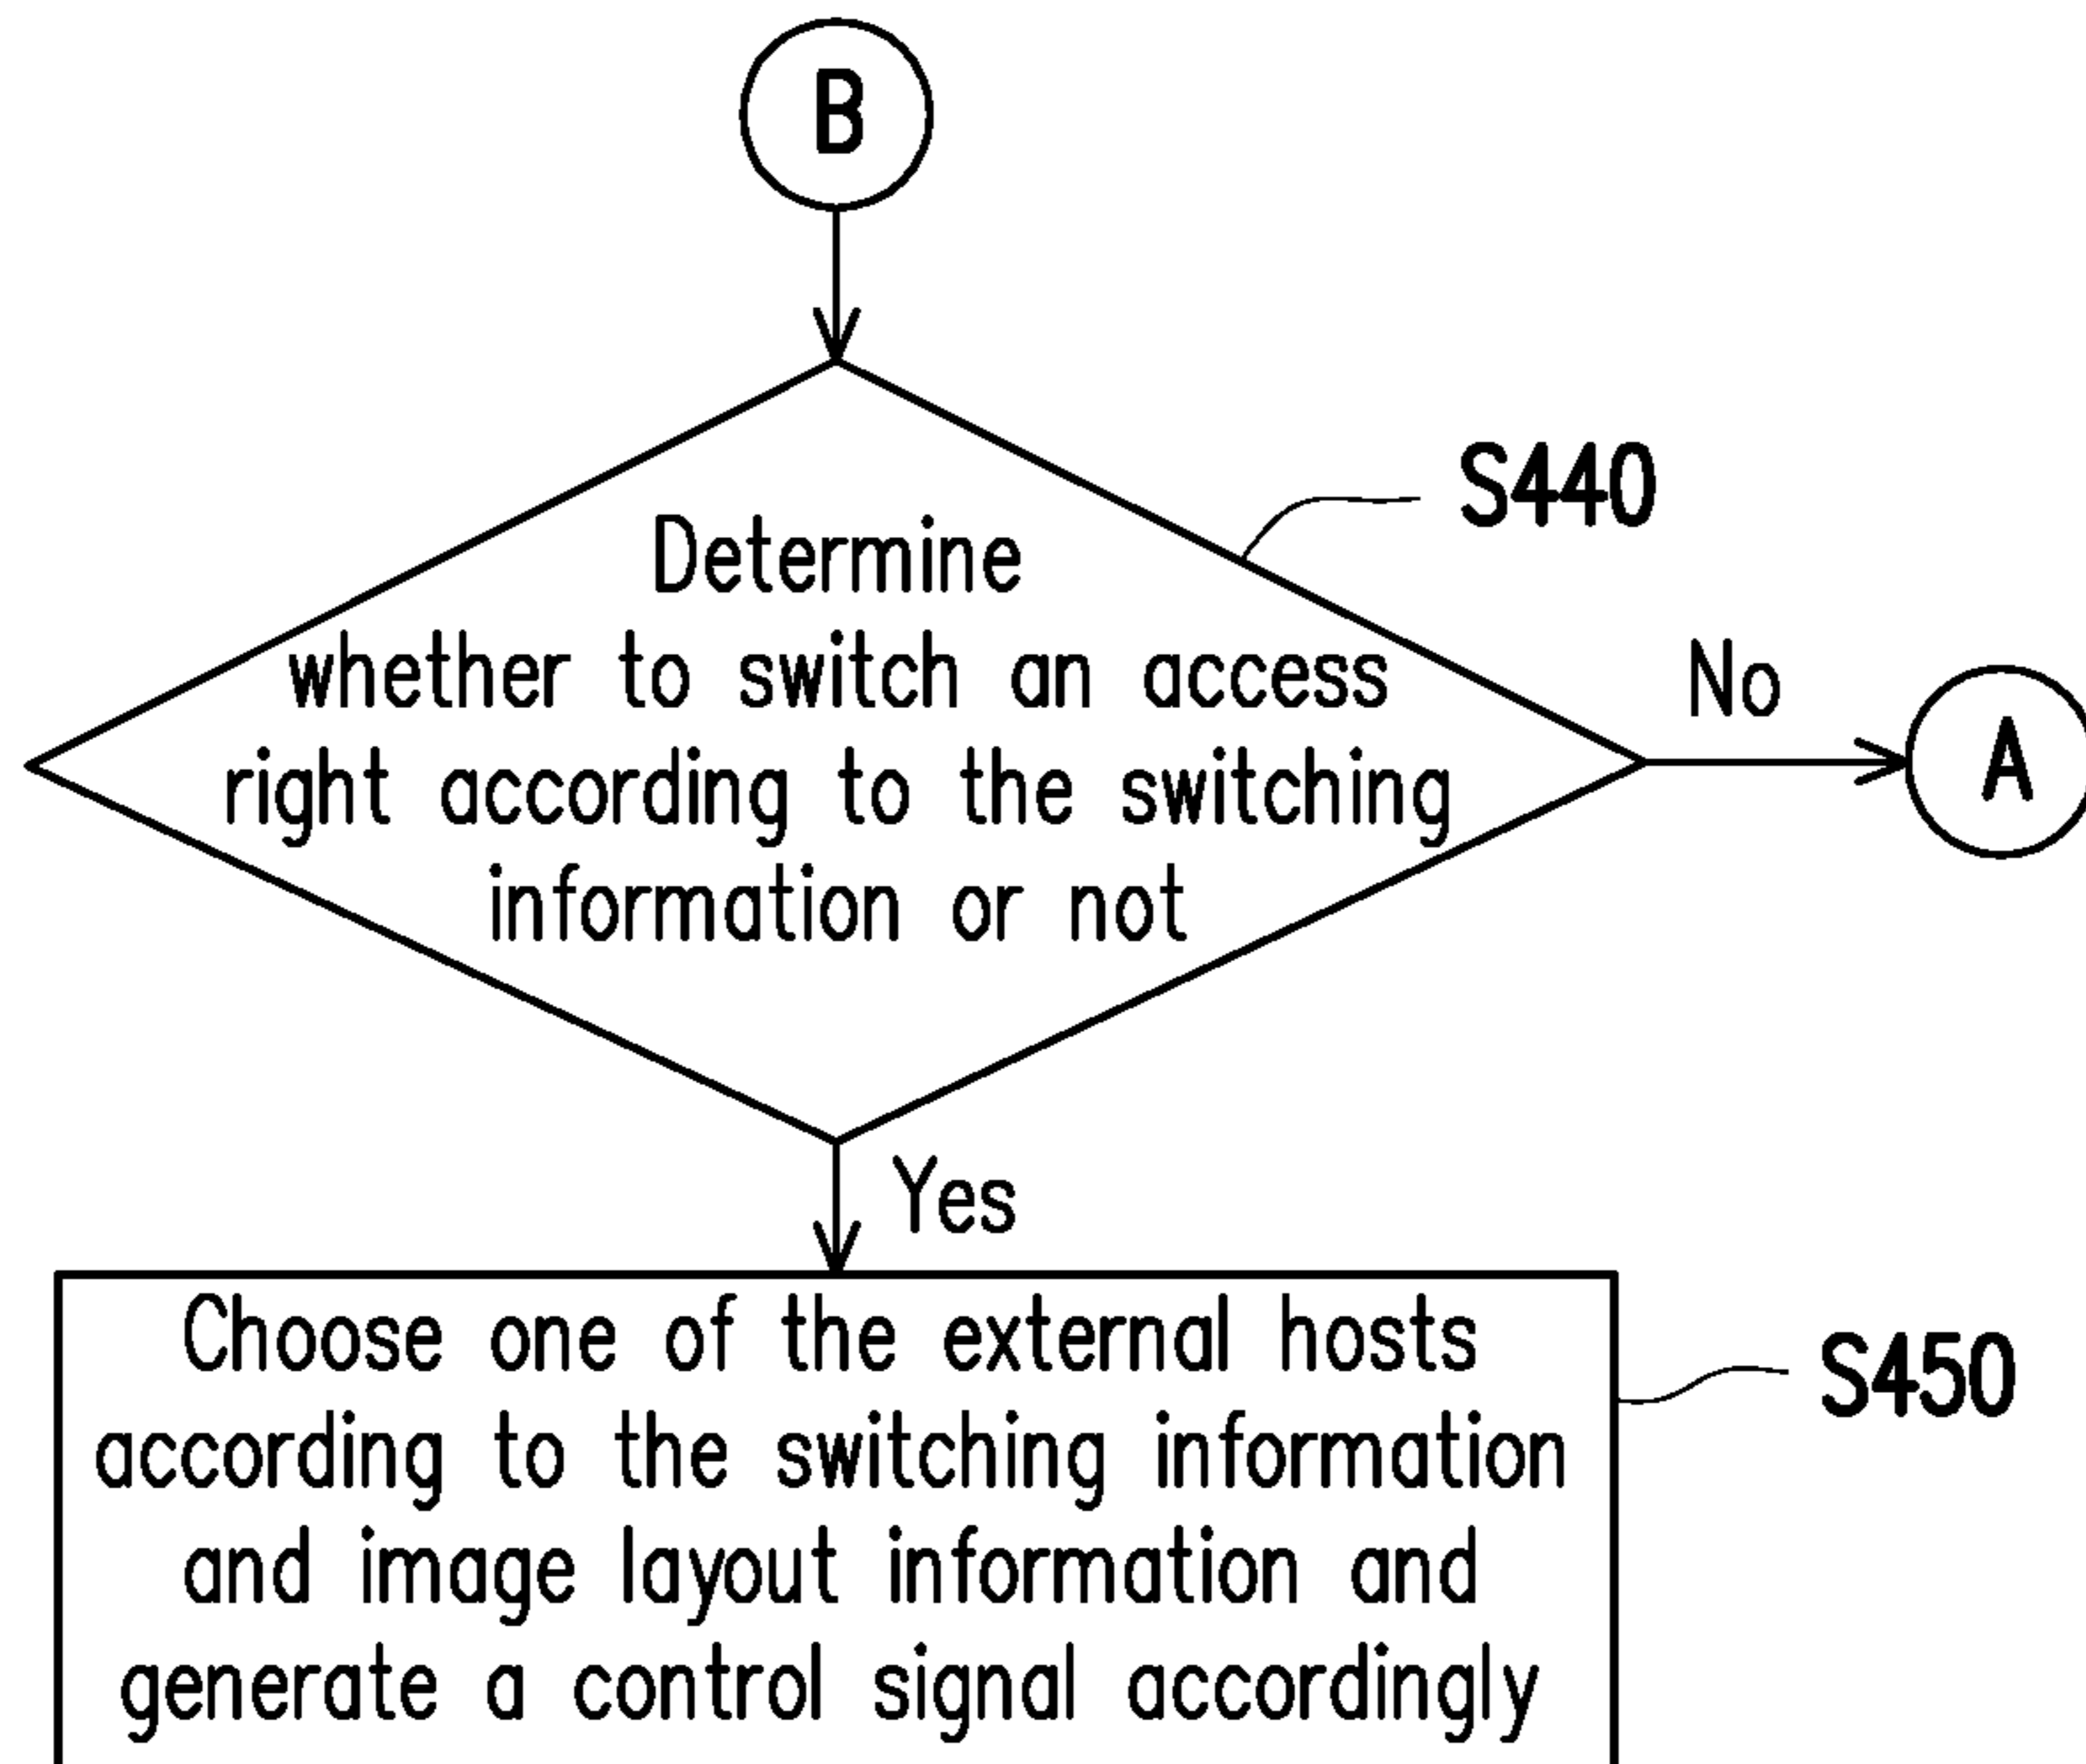 B
S440
Determine
whether to switch an access
right according to the switching
information or not
No
A
Yes
Choose one of the external hosts
according to the switching information
and image layout information and
generate a control signal accordingly
S450